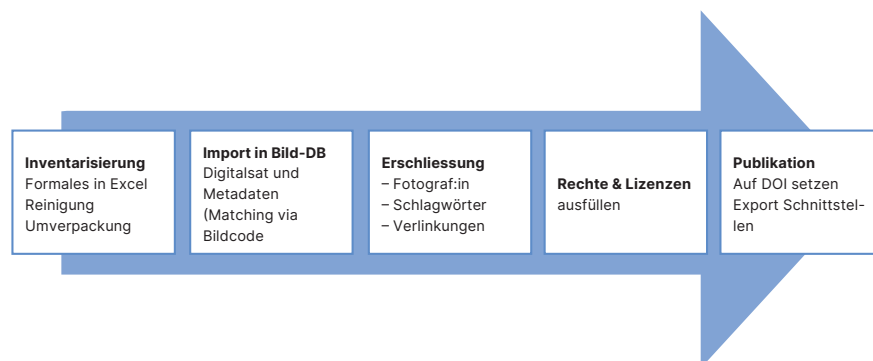 Inventarisierung
Formales in Excel
Reinigung
Umverpackung
Import in Bild-DB
Digitalsat und
Metadaten
(Matching via
Bildcode
Erschliessung
– Fotograf:in
– Schlagwörter
– Verlinkungen
Rechte & Lizenzen
ausfüllen
Publikation
Auf DOI setzen
Export Schnittstel-
len